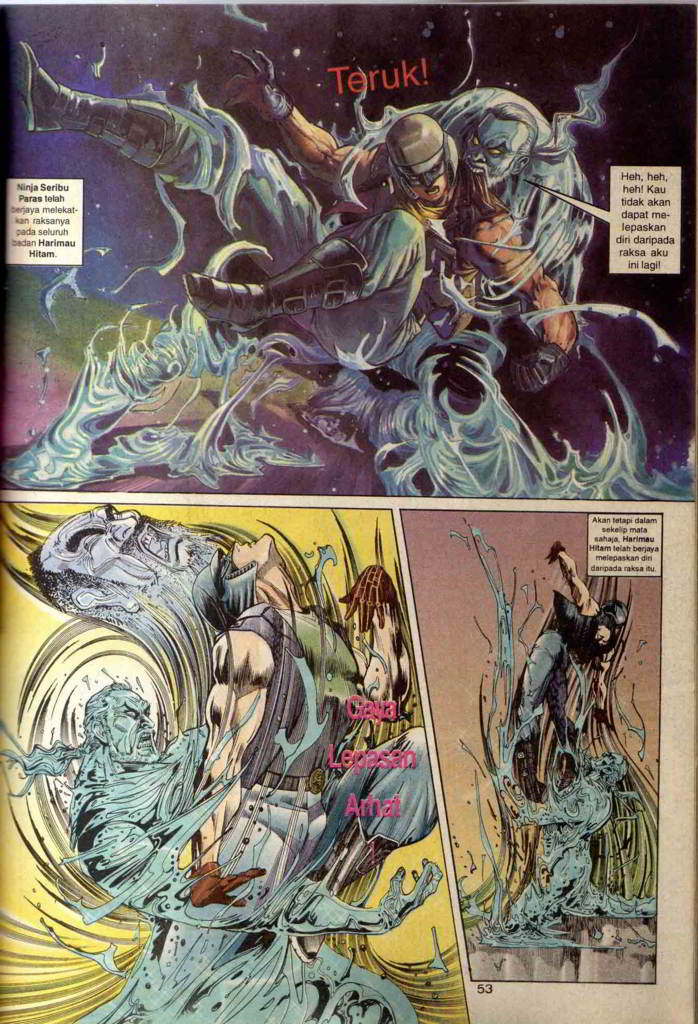 Teruk!
Ninja Seribu
Paras telah
berjaya melekat-
kan raksanya
pada seluruh
badan Harimau
Hitam.
Heh, heh,
heh! Kau
tidak akan
dapat me-
lepaskan
diri daripada
raksa aku
ini lagi!
Gaya
Lepasan
Arhat
!
Akan tetapi dalam
sekelip mata
sahaja, Harimau
Hitam telah berjaya
melepaskan diri
daripada raksa itu.
53